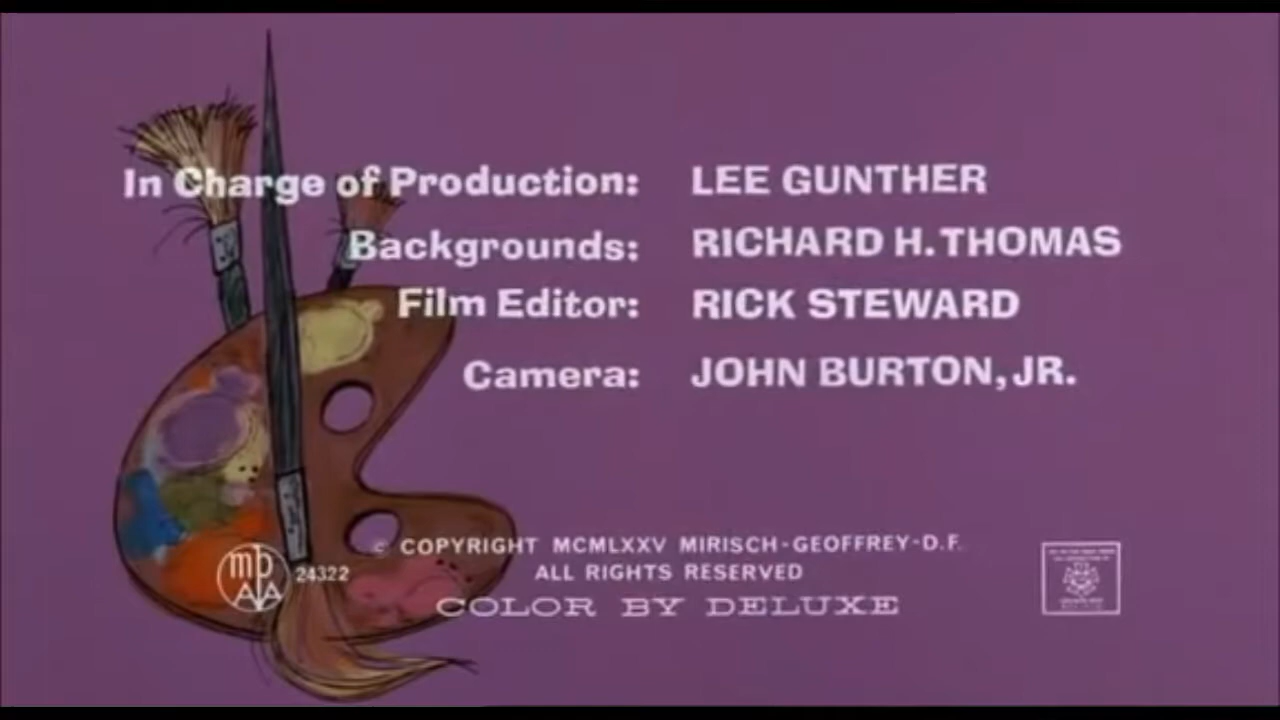 In Charge of Production: LEE GUNTHER
Backgrounds: RICHARD H. THOMAS
Film Editor: RICK STEWARD
Camera: JOHN BURTON, JR.
© COPYRIGHT MCMLXXV MIRISCH-GEOFFREY-D.F.
ALL RIGHTS RESERVED
mpAA 24322
COLOR BY DELUXE